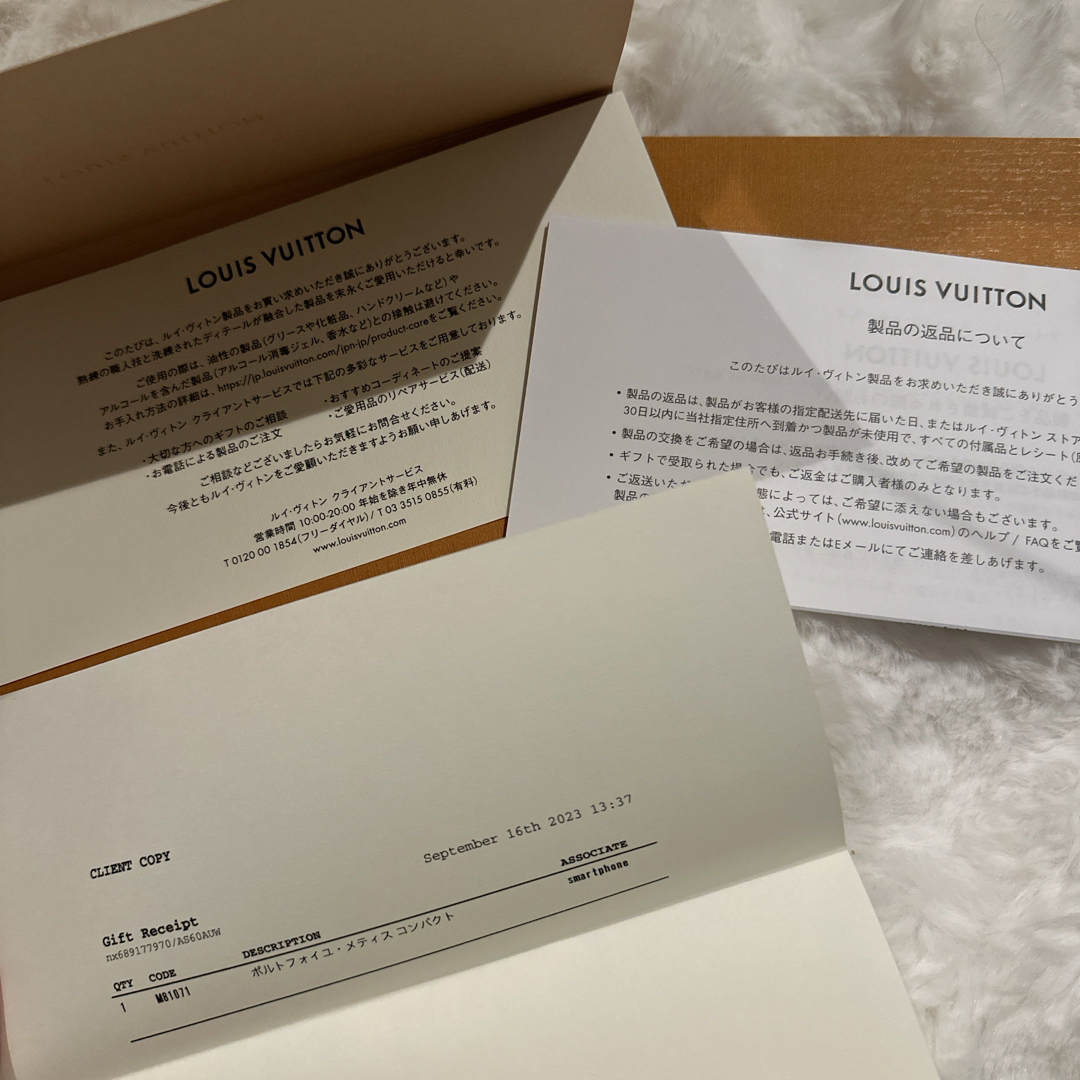 LOUIS VUITTON
このたびは、ルイ・ヴィトン製品をお買い求めいただき誠にありがとうございます。
熟練の職人技と洗練されたディテールが融合した製品を末永くご愛用いただけると幸いです。
ご使用の際は、油性の製品(グリースや化粧品、ハンドクリームなど)や
アルコールを含んだ製品(アルコール消毒ジェル、香水など)との接触は避けてください。
お手入れ方法の詳細は、https://jp.louisvuitton.com/jpn-jp/product-careをご覧ください。
また、ルイ・ヴィトン クライアントサービスでは下記の多彩なサービスをご用意しております。
・大切な方へのギフトのご相談 ・おすすめコーディネートのご提案
・お電話による製品のご注文 ・ご愛用品のリペアサービス(配送)
ご相談などございましたらお気軽にお問合せください。
今後ともルイ・ヴィトンをご愛顧いただきますようお願い申しあげます。
ルイ・ヴィトン クライアントサービス
営業時間 10:00-20:00 年始を除き年中無休
T 0120 00 1854(フリーダイヤル) / T 03 3515 0855(有料)
www.louisvuitton.com
LOUIS VUITTON
製品の返品について
このたびはルイ・ヴィトン製品をお求めいただき誠にありがとう
• 製品の返品は、製品がお客様の指定配送先に届いた日、またはルイ・ヴィトン ストア
30日以内に当社指定住所へ到着かつ製品が未使用で、すべての付属品とレシート
• 製品の交換をご希望の場合は、返品お手続き後、改めてご希望の製品をご注文くだ
• ギフトで受取られた場合でも、ご返金はご購入者様のみとなります。
• ご返送いただ 態によっては、ご希望に添えない場合もございます。
製品の 、公式サイト(www.louisvuitton.com)のヘルプ / FAQをご
電話またはEメールにてご連絡を差しあげます。
September 16th 2023 13:37
CLIENT COPY
Gift Receipt
nx689177970/AS60AUW
QTY CODE DESCRIPTION ASSOCIATE
1 M81071 ポルトフォイユ・メティス コンパクト smartphone